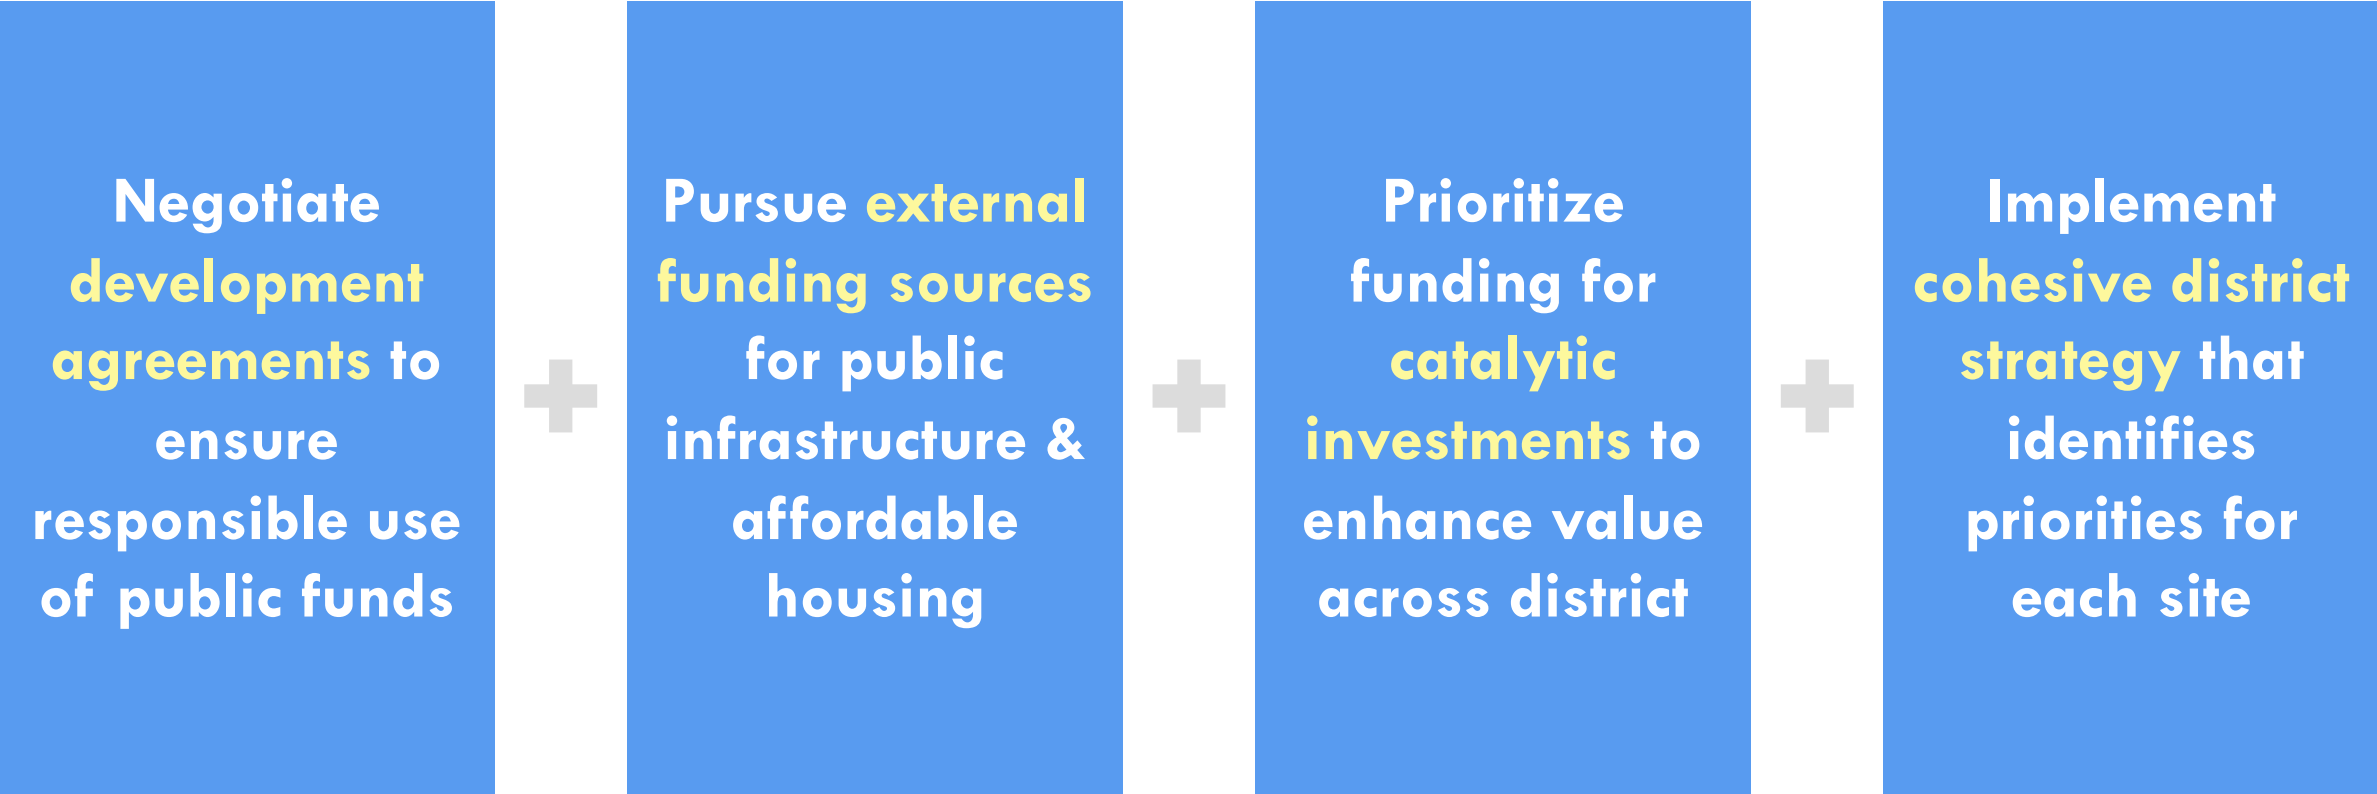 Negotiate
development
agreements to
ensure
responsible use
of public funds
Pursue external
funding sources
for public
infrastructure &
affordable
housing
Prioritize
funding for
catalytic
investments to
enhance value
across district
Implement
cohesive district
strategy that
identifies
priorities for
each site